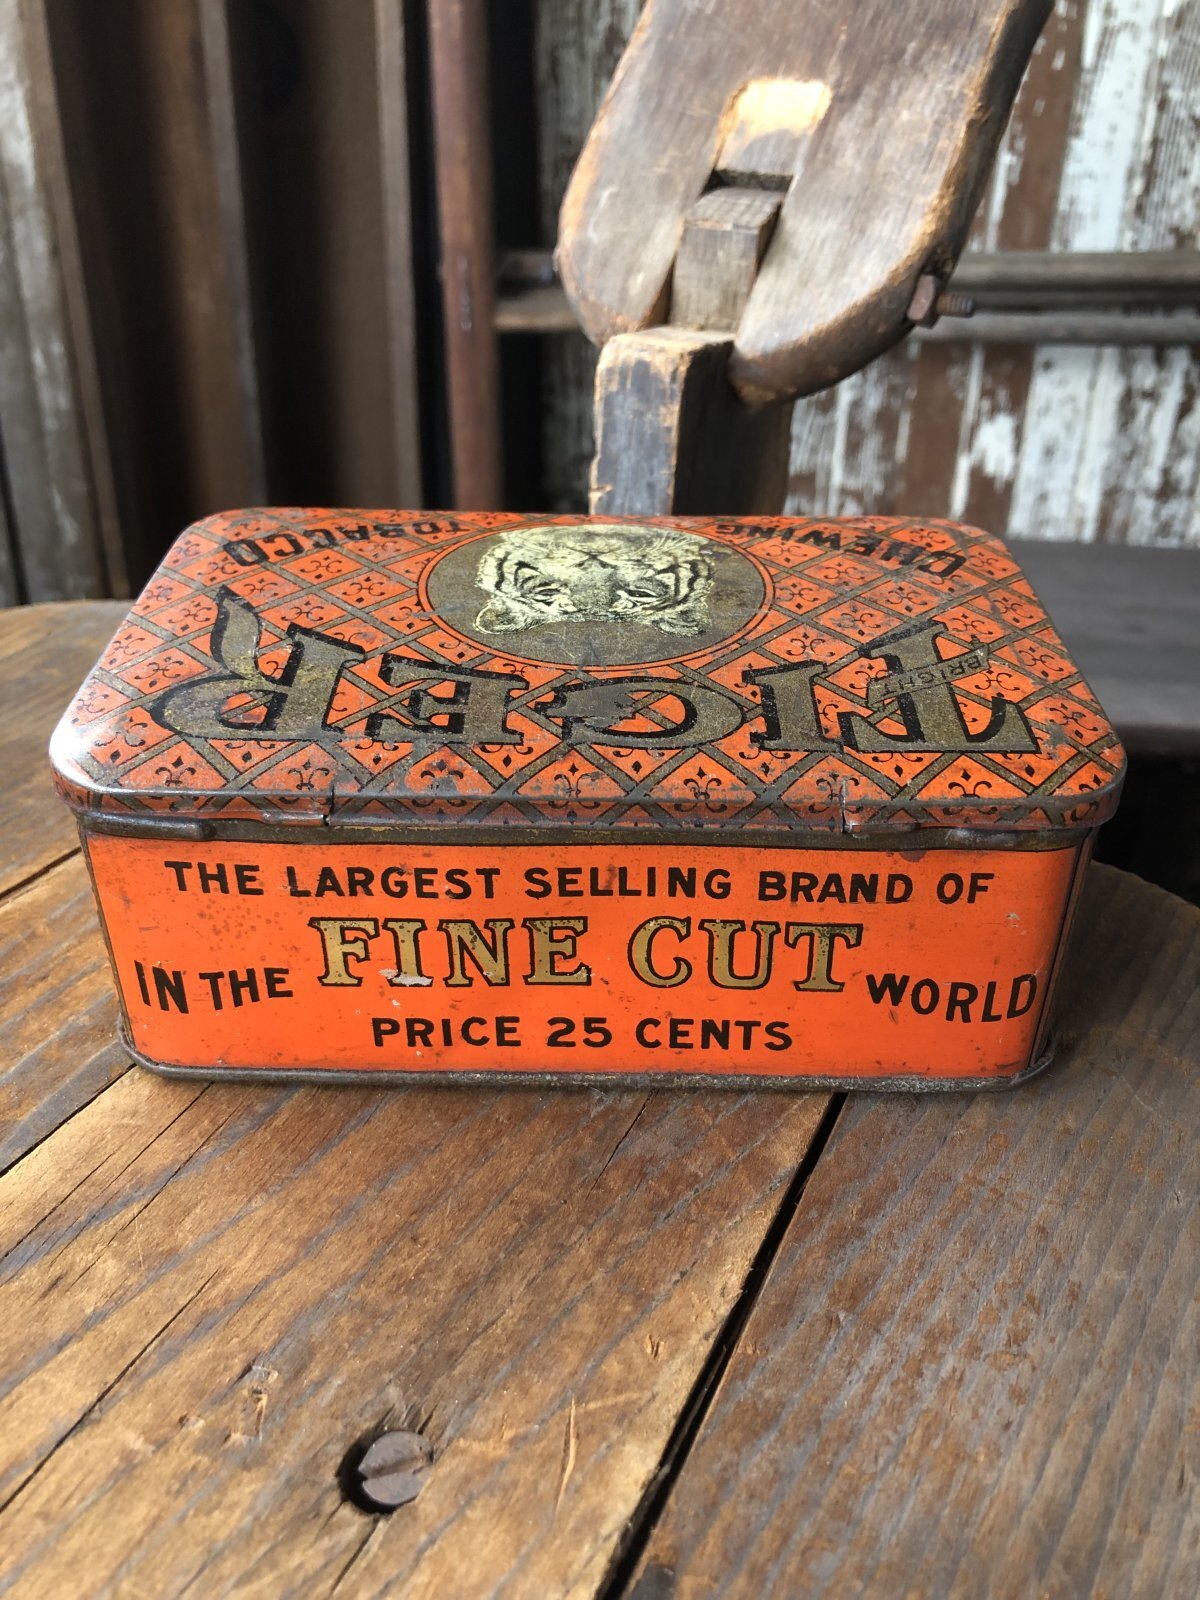 BRIGHT
TIGER
CHEWING TOBACCO
THE LARGEST SELLING BRAND OF
FINE CUT
IN THE WORLD
PRICE 25 CENTS